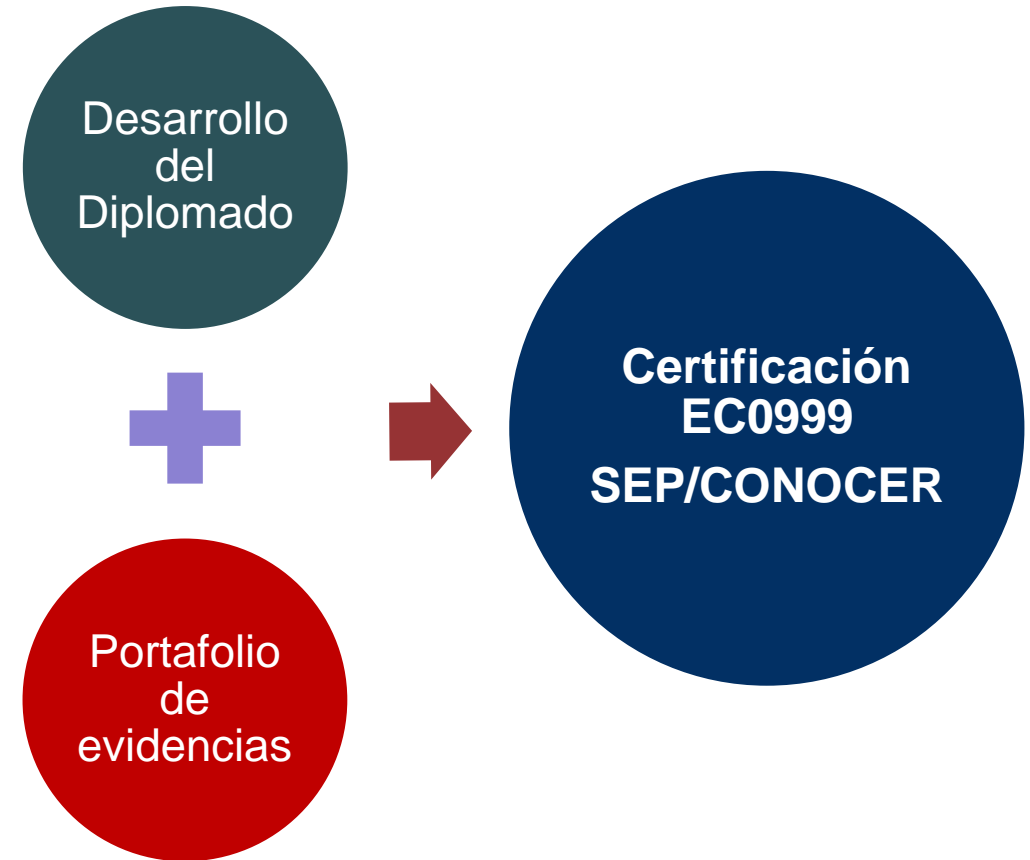 Desarrollo
del
Diplomado
Portafolio
de
evidencias
Certificación
EC0999
SEP/CONOCER